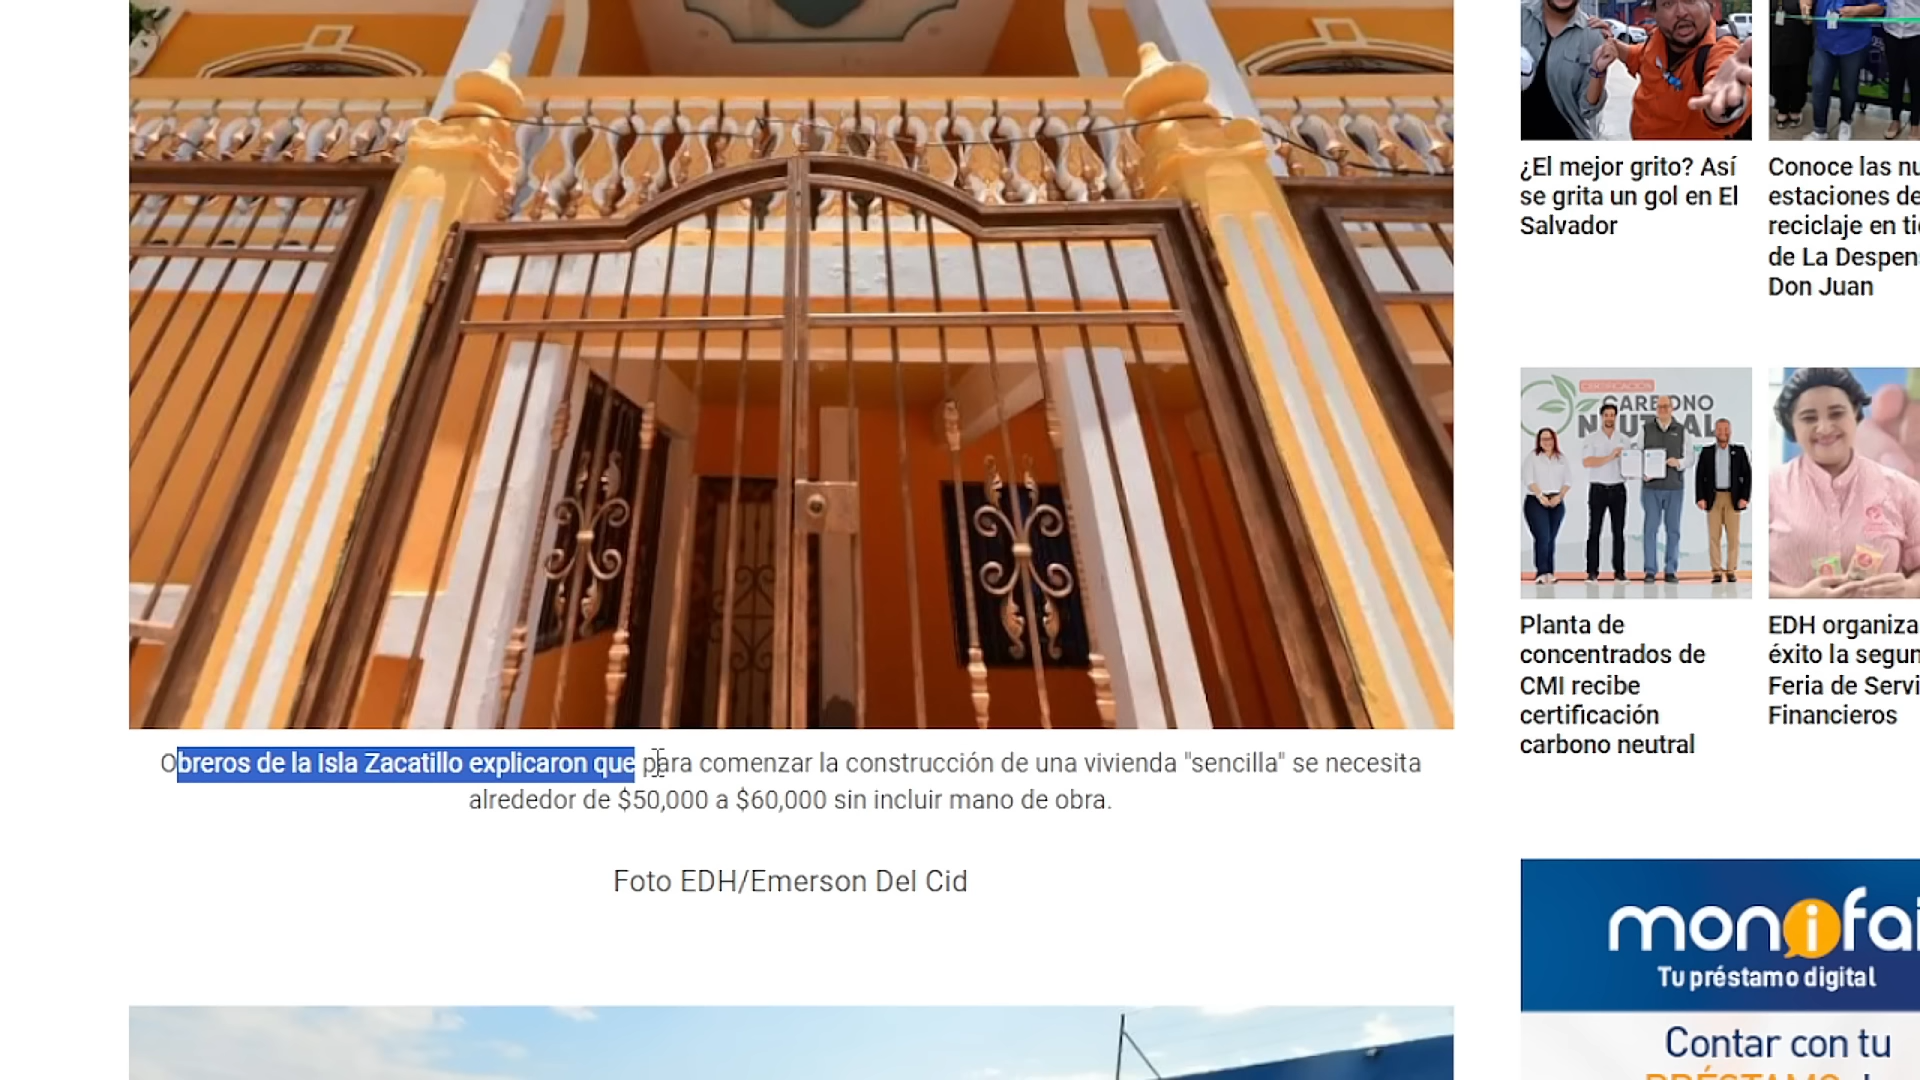 Obreros de la Isla Zacatillo explicaron que para comenzar la construcción de una vivienda "sencilla" se necesita
alrededor de $50,000 a $60,000 sin incluir mano de obra.
Foto EDH/Emerson Del Cid
¿El mejor grito? Así
se grita un gol en El
Salvador
Conoce las
estaciones de
reciclaje en
de La
Don Juan
CERTIFICACIÓN
CARBONO
NEUTRAL
Planta de
concentrados de
CMI recibe
certificación
carbono neutral
EDH organiza
éxito la
Feria de
Financieros
monifai
Tu préstamo digital
Contar con tu